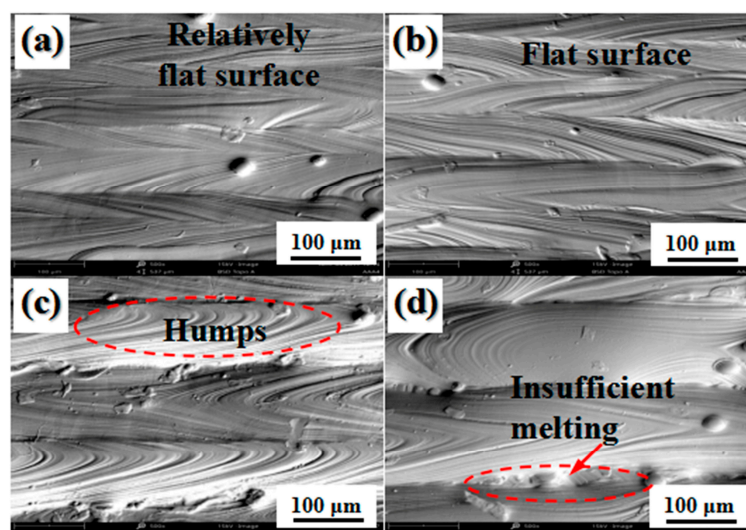 (a)
Relatively
flat surface
100 μm
(b)
Flat surface
100 μm
(c)
Humps
100 μm
(d)
Insufficient
melting
100 μm